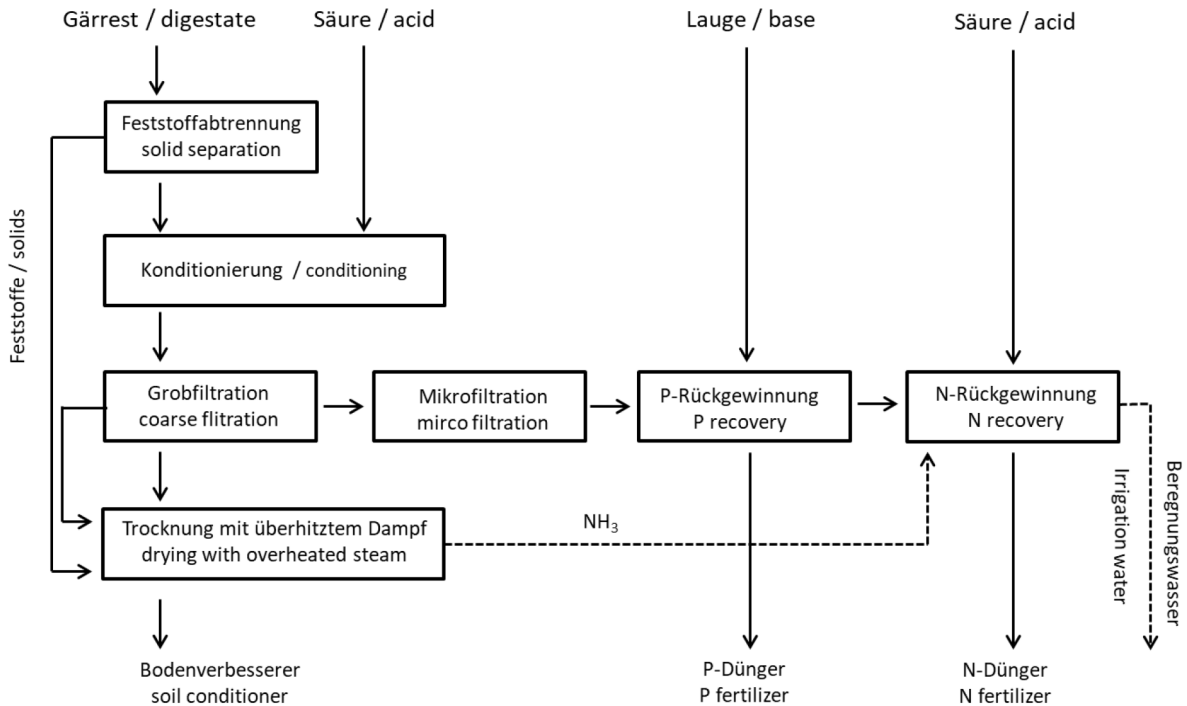 Gärrest / digestate
Säure / acid
Lauge / base
Säure / acid
Feststoffabtrennung
solid separation
Feststoffe / solids
Konditionierung / conditioning
Grobfiltration
coarse flitration
Mikrofiltration
mirco filtration
P-Rückgewinnung
P recovery
N-Rückgewinnung
N recovery
Trocknung mit überhitztem Dampf
drying with overheated steam
NH₃
Irrigation water
Beregnungswasser
Bodenverbesserer
soil conditioner
P-Dünger
P fertilizer
N-Dünger
N fertilizer